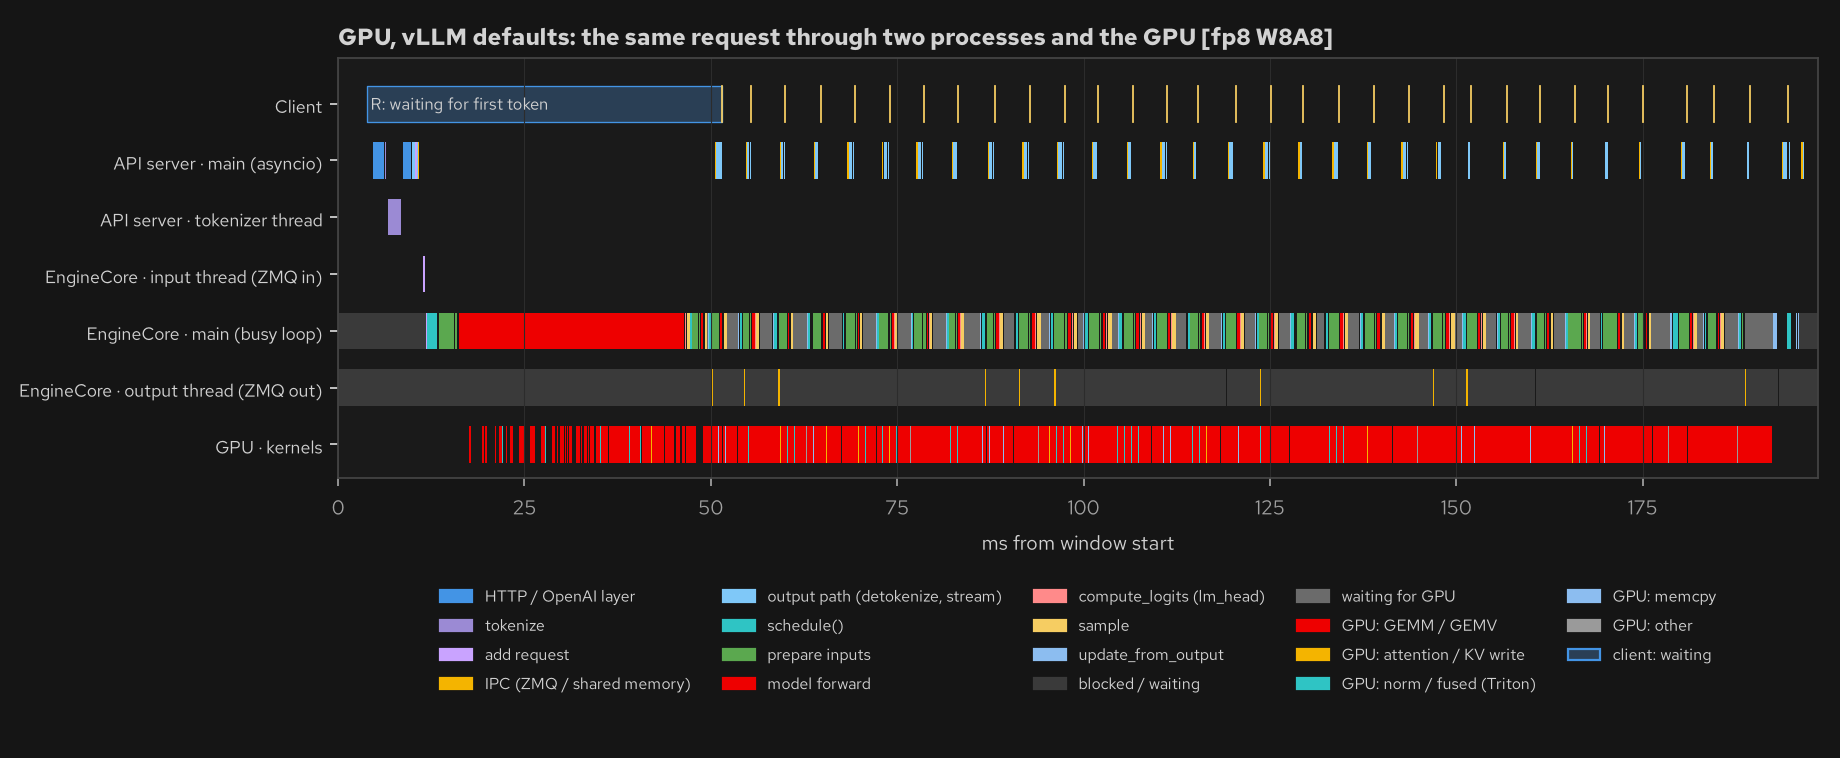 GPU, vLLM defaults: the same request through two processes and the GPU [fp8 W8A8]
Client
R: waiting for first token
API server · main (asyncio)
API server · tokenizer thread
EngineCore · input thread (ZMQ in)
EngineCore · main (busy loop)
EngineCore · output thread (ZMQ out)
GPU · kernels
0 25 50 75 100 125 150 175
ms from window start
HTTP / OpenAI layer
tokenize
add request
IPC (ZMQ / shared memory)
output path (detokenize, stream)
schedule()
prepare inputs
model forward
compute_logits (lm_head)
sample
update_from_output
blocked / waiting
waiting for GPU
GPU: GEMM / GEMV
GPU: attention / KV write
GPU: norm / fused (Triton)
GPU: memcpy
GPU: other
client: waiting